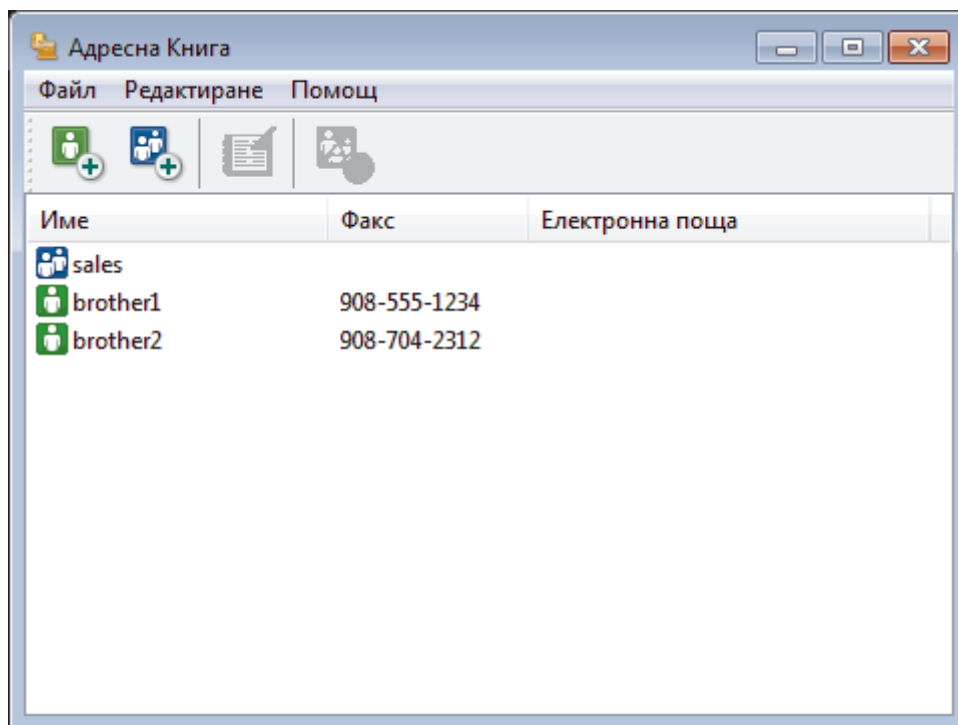 Адресна Книга
Файл Редактиране Помощ
Име Факс Електронна поща
sales
brother1 908-555-1234
brother2 908-704-2312